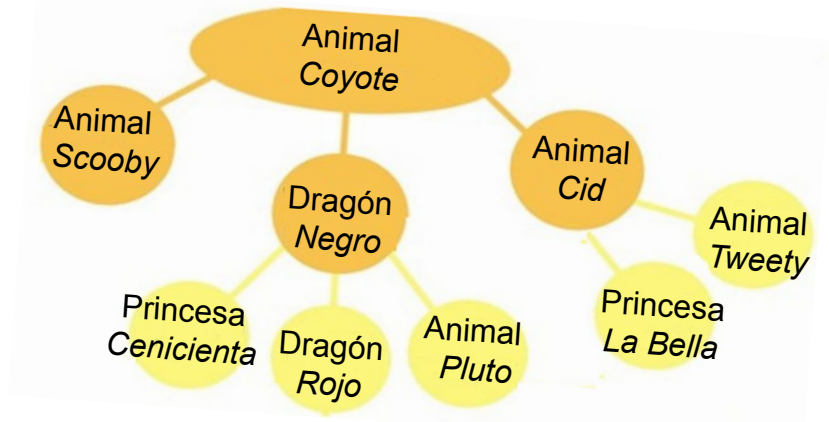 Animal
Coyote
Animal
Scooby
Dragón
Negro
Animal
Cid
Animal
Tweety
Princesa
Cenicienta
Dragón
Rojo
Animal
Pluto
Princesa
La Bella